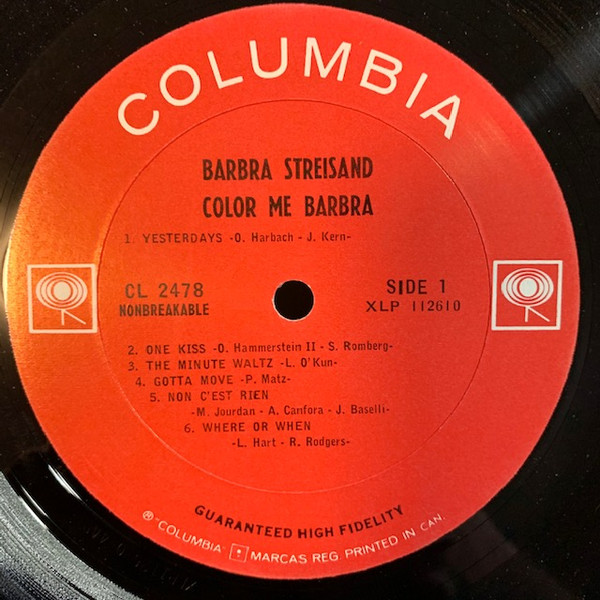 COLUMBIA
BARBRA STREISAND
COLOR ME BARBRA
1. YESTERDAYS -O. Harbach - J. Kern-
CL 2478
NONBREAKABLE
SIDE 1
XLP 112610
2. ONE KISS -O. Hammerstein II - S. Romberg-
3. THE MINUTE WALTZ -L. O'Kun-
4. GOTTA MOVE -P. Matz-
5. NON C'EST RIEN
-M. Jourdan - A. Canfora - J. Baselli-
6. WHERE OR WHEN
-L. Hart - R. Rodgers-
GUARANTEED HIGH FIDELITY
® "COLUMBIA" MARCAS REG. PRINTED IN CAN.